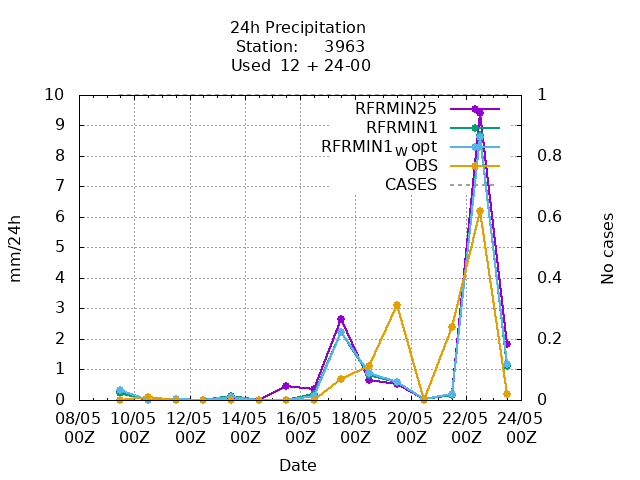 24h Precipitation
Station: 3963
Used 12 + 24-00
10 1
RFRMIN25
9
RFRMIN1
8 0.8
RFRMIN1w opt
OBS
7
CASES
6 0.6
5
4 0.4
3
2 0.2
1
0 0
mm/24h
No cases
08/05 10/05 12/05 14/05 16/05 18/05 20/05 22/05 24/05
00Z 00Z 00Z 00Z 00Z 00Z 00Z 00Z 00Z
Date